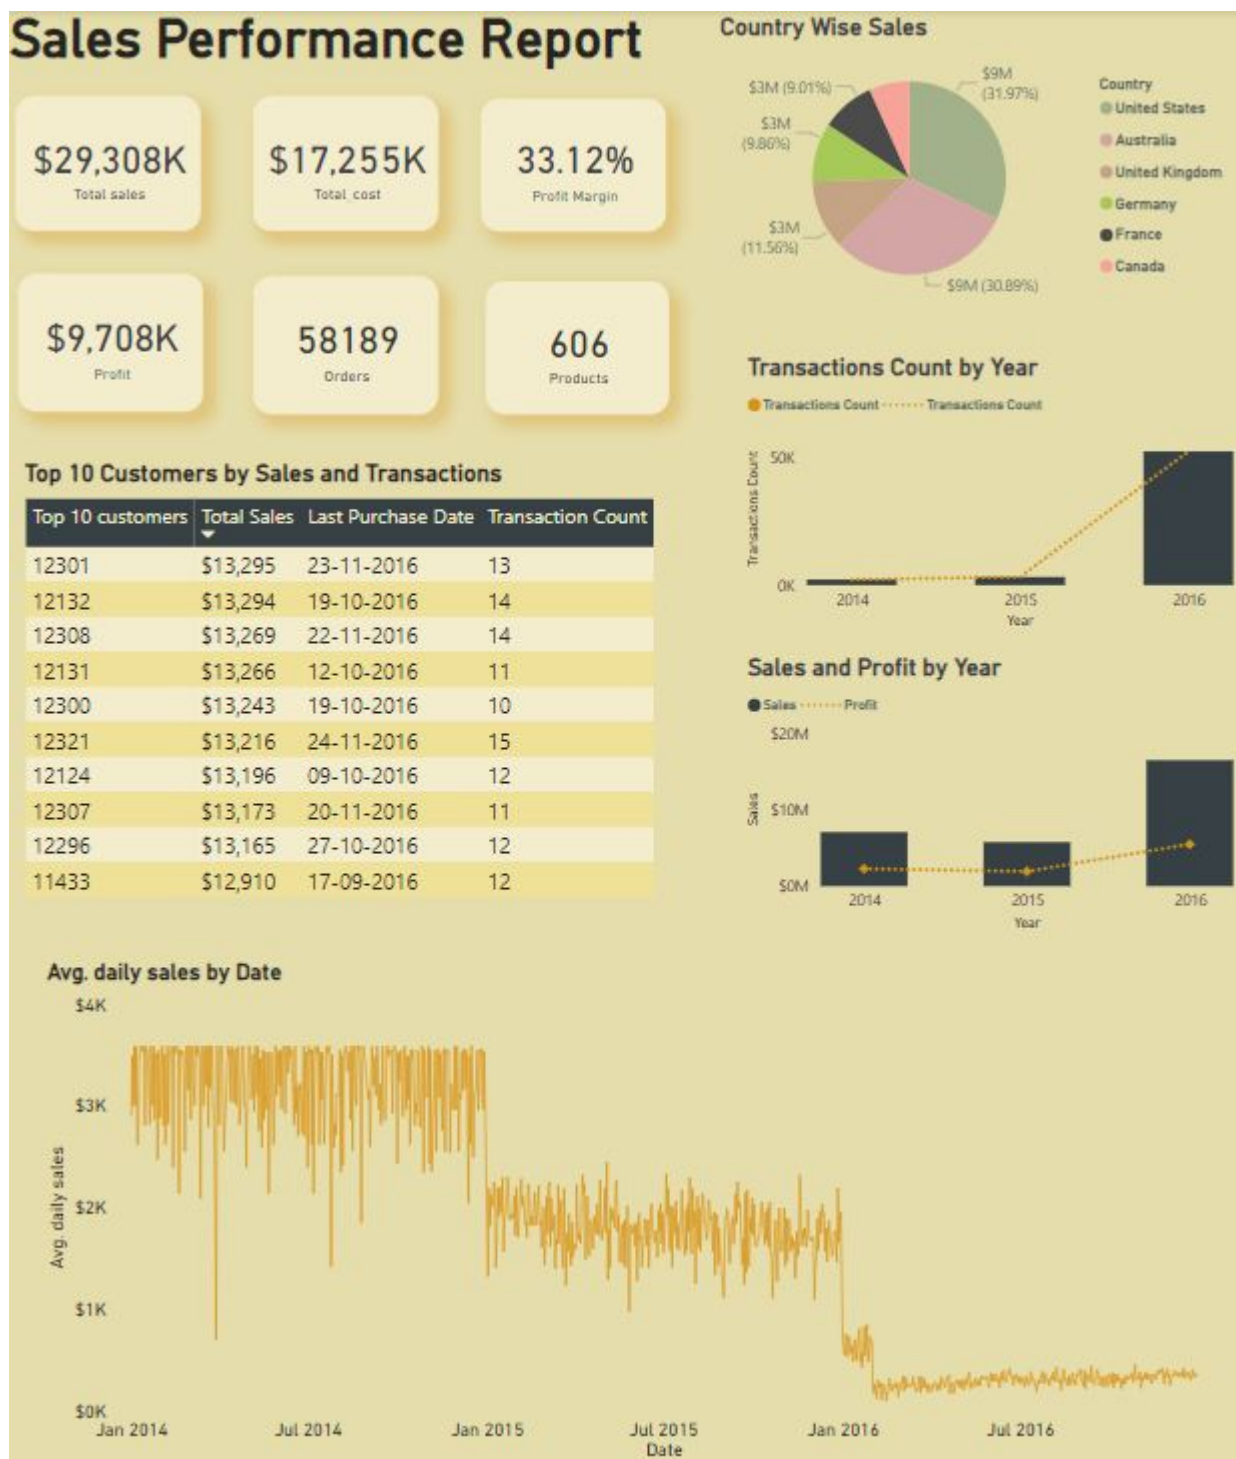 Sales Performance Report
$29,308K
Total sales
$17,255K
Total cost
33.12%
Profit Margin
$9,708K
Profit
58189
Orders
606
Products
Country Wise Sales
$9M
(31.97%)
$3M (9.01%)
$3M
(9.86%)
$3M
(11.56%)
$9M (30.89%)
Country
United States
Australia
United Kingdom
Germany
France
Canada
Transactions Count by Year
Transactions Count Transactions Count
Transactions Count
50K
0K
2014 2015 2016
Year
Top 10 Customers by Sales and Transactions
Top 10 customers Total Sales Last Purchase Date Transaction Count
12301 $13,295 23-11-2016 13
12132 $13,294 19-10-2016 14
12308 $13,269 22-11-2016 14
12131 $13,266 12-10-2016 11
12300 $13,243 19-10-2016 10
12321 $13,216 24-11-2016 15
12124 $13,196 09-10-2016 12
12307 $13,173 20-11-2016 11
12296 $13,165 27-10-2016 12
11433 $12,910 17-09-2016 12
Sales and Profit by Year
Sales Profit
Sales
$20M
$10M
$0M
2014 2015 2016
Year
Avg. daily sales by Date
Avg. daily sales
$4K
$3K
$2K
$1K
$0K
Jan 2014 Jul 2014 Jan 2015 Jul 2015 Jan 2016 Jul 2016
Date